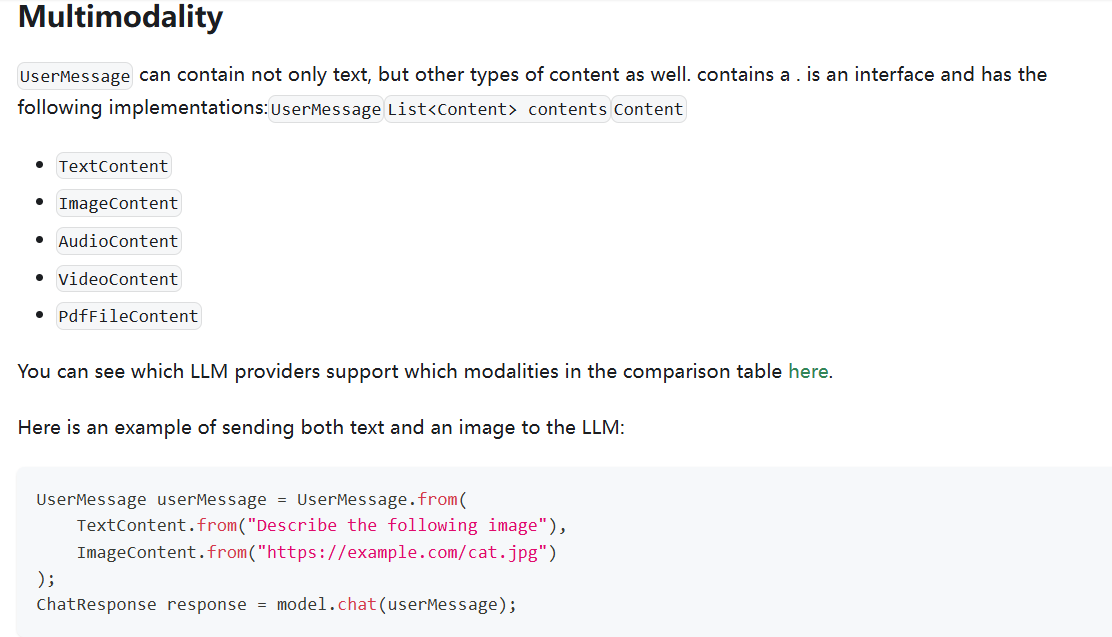 Multimodality
UserMessage can contain not only text, but other types of content as well. contains a . is an interface and has the
following implementations:UserMessage List<Content> contents Content
• TextContent
• ImageContent
• AudioContent
• VideoContent
• PdfFileContent
You can see which LLM providers support which modalities in the comparison table here.
Here is an example of sending both text and an image to the LLM:
UserMessage userMessage = UserMessage.from(
    TextContent.from("Describe the following image"),
    ImageContent.from("https://example.com/cat.jpg")
);
ChatResponse response = model.chat(userMessage);